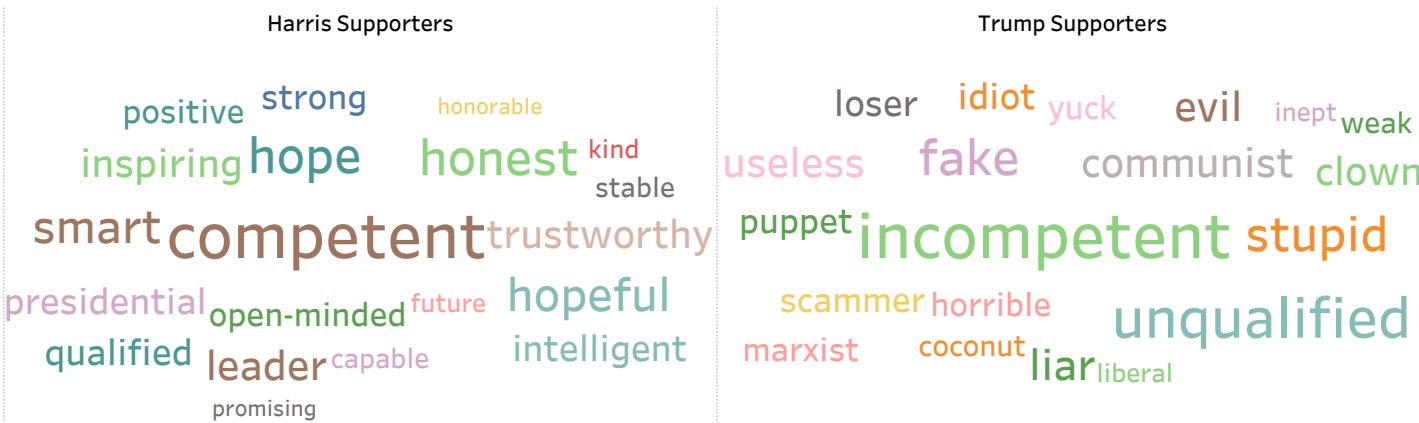 Harris Supporters
positive strong honorable
inspiring hope honest kind
stable
smart competent trustworthy
presidential open-minded future hopeful
qualified leader capable intelligent
promising
Trump Supporters
loser idiot yuck evil inept weak
useless fake communist clown
puppet incompetent stupid
scammer horrible unqualified
marxist coconut liar liberal